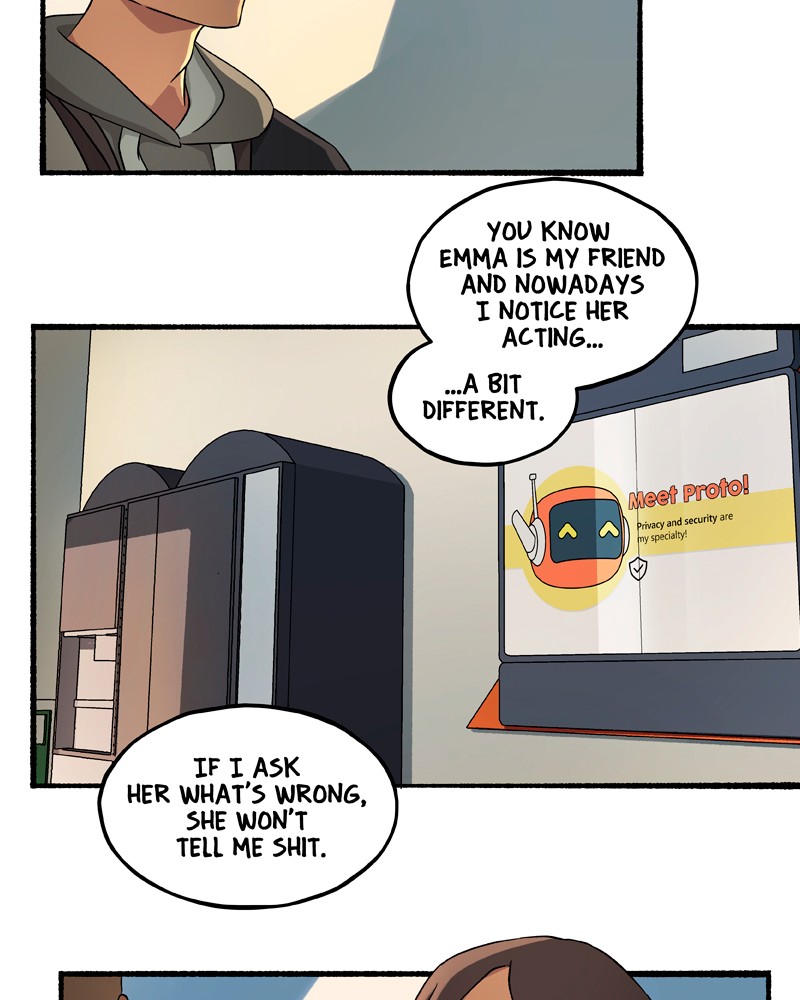 YOU KNOW
EMMA IS MY FRIEND
AND NOWADAYS
I NOTICE HER
ACTING...
...A BIT
DIFFERENT.
Meet Proto!
Privacy and security are
my specialty!
IF I ASK
HER WHAT'S WRONG,
SHE WON'T
TELL ME SHIT.